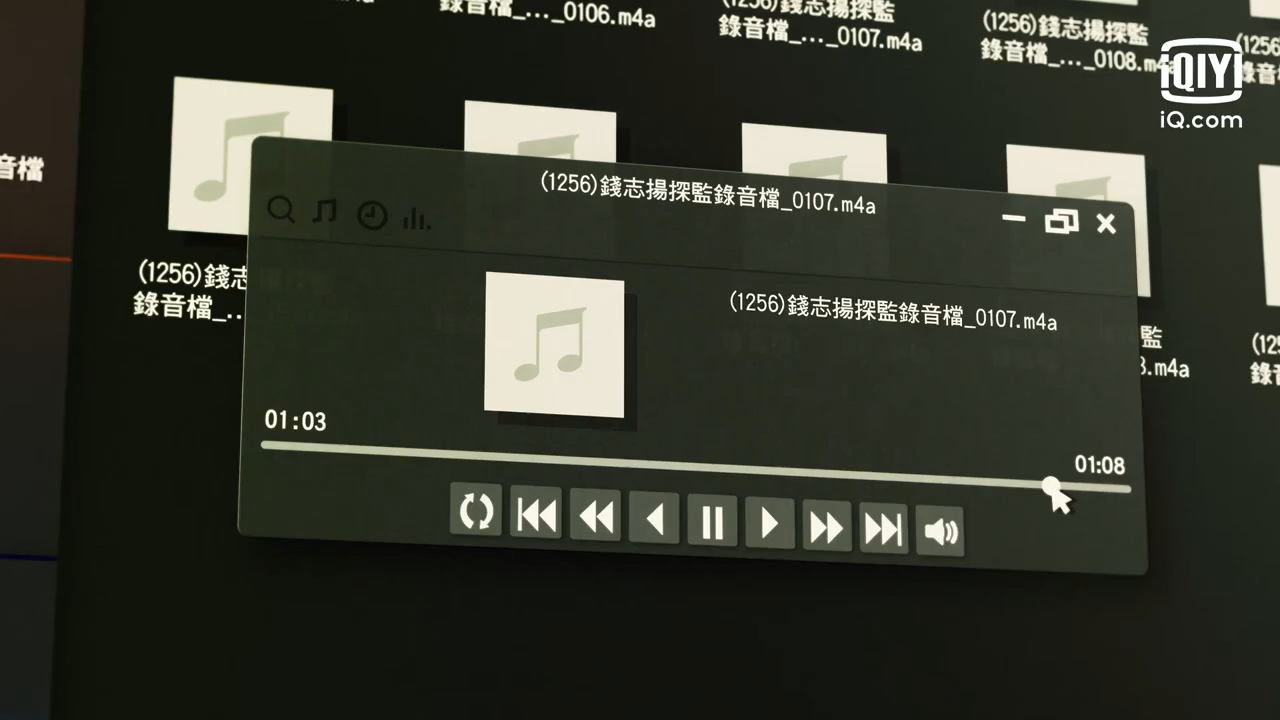 錄音檔_..._0106.m4a
(1256)錢志揚探監
錄音檔_..._0107.m4a
(1256)錢志揚探監
錄音檔_..._0108.m4a
iQIYI
iQ.com
音檔
(1256)錢志揚探監錄音檔_0107.m4a
(1256)錢志
錄音檔_..
(1256)錢志揚探監錄音檔_0107.m4a
監
.m4a
錄音
01:03
01:08